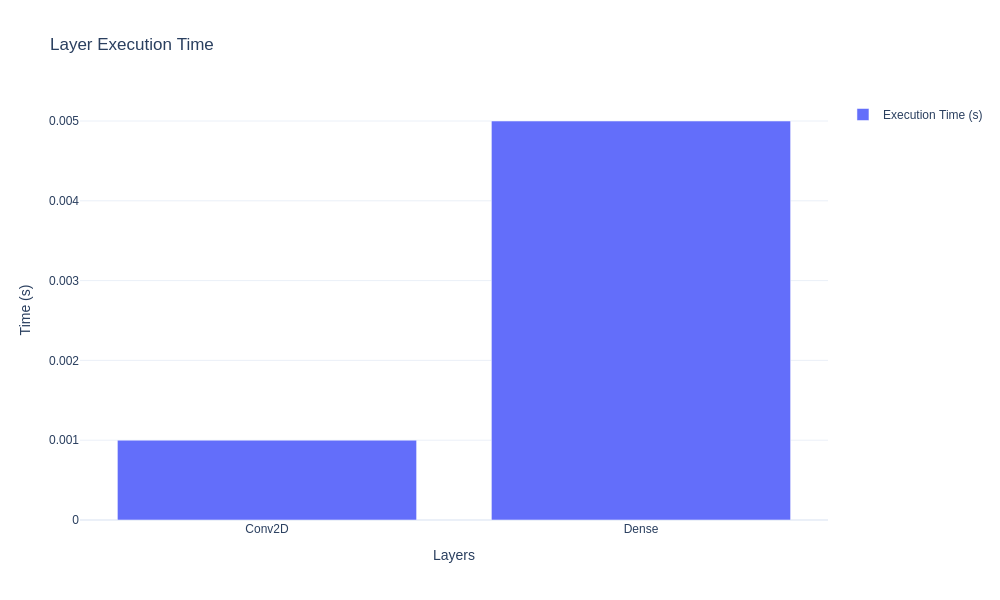 Layer Execution Time
Execution Time (s)
Time (s)
0.005
0.004
0.003
0.002
0.001
0
Conv2D
Dense
Layers